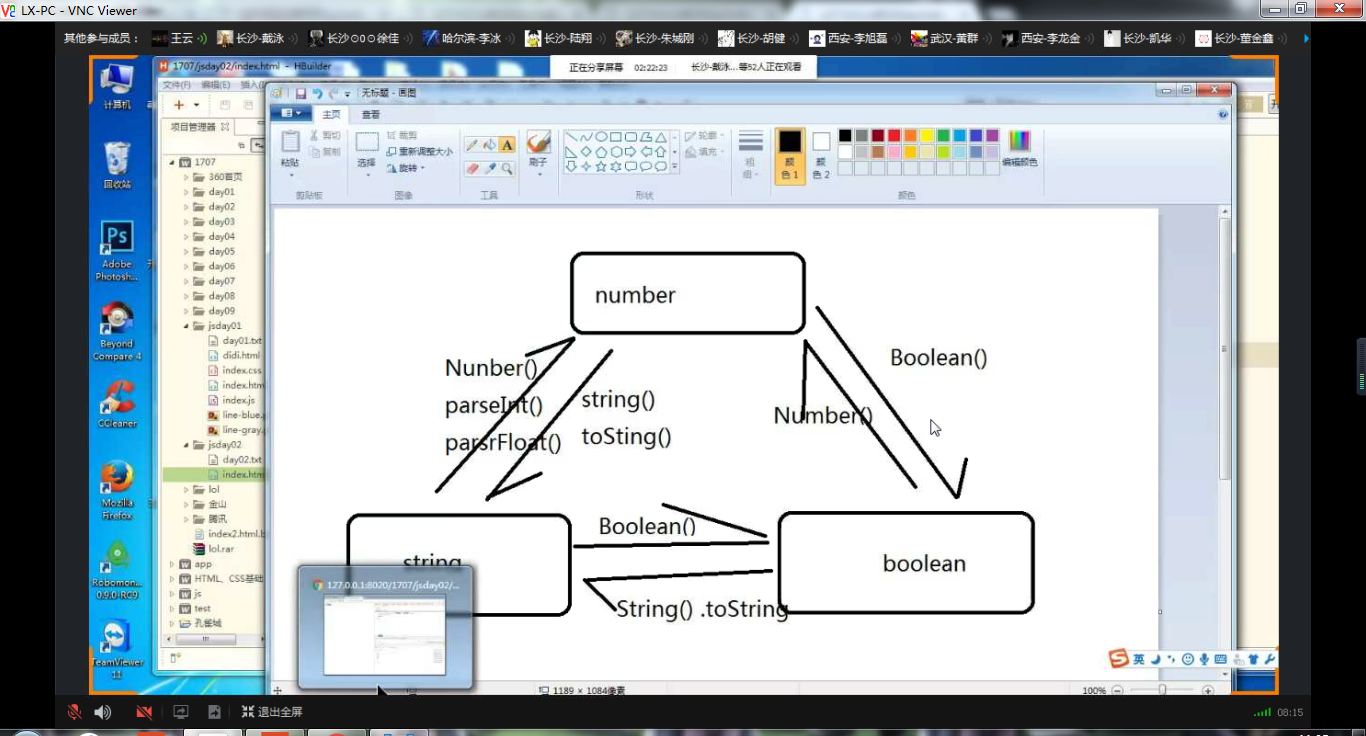 LX-PC - VNC Viewer
其他参与成员： 王云 长沙-戴泳 长沙⊙0⊙徐佳 哈尔滨-李冰 长沙-陆翔 长沙-朱城刚 长沙-胡健 西安-李旭磊 武汉-黄群 西安-李龙金 长沙-凯华 长沙-董金鑫
1707/jsday02/index.html - HBuilder
正在分享屏幕 02:22:23 长沙-戴泳...等52人正在观看
文件(F) 编辑(E) 插入(I
无标题 - 画图
主页 查看
计算机
回收站
Adobe
Photosh...
Beyond
Compare 4
CCleaner
Mozilla
Firefox
Robomon...
0.9.0-RC9
TeamViewer
11
项目管理器
1707
360首页
day01
day02
day03
day04
day05
day06
day07
day08
day09
jsday01
day01.txt
didi.html
index.css
index.htm
index.js
line-blue.
line-gray.
jsday02
day02.txt
index.htm
lol
金山
腾讯
index2.html.b
lol.rar
app
HTML、CSS基础
js
test
孔雀城
粘贴
剪切
复制
剪贴板
选择
裁剪
重新调整大小
旋转
图像
A
工具
刷子
轮廓
填充
形状
粗
细
颜
色 1
颜
色 2
编辑颜色
颜色
number
Nunber()
parseInt()
parsrFloat()
string()
toSting()
Boolean()
Number()
string
Boolean()
String() .toString
boolean
127.0.0.1:8020/1707/jsday02/...
英
1189 × 1084像素
100%
退出全屏
08:15